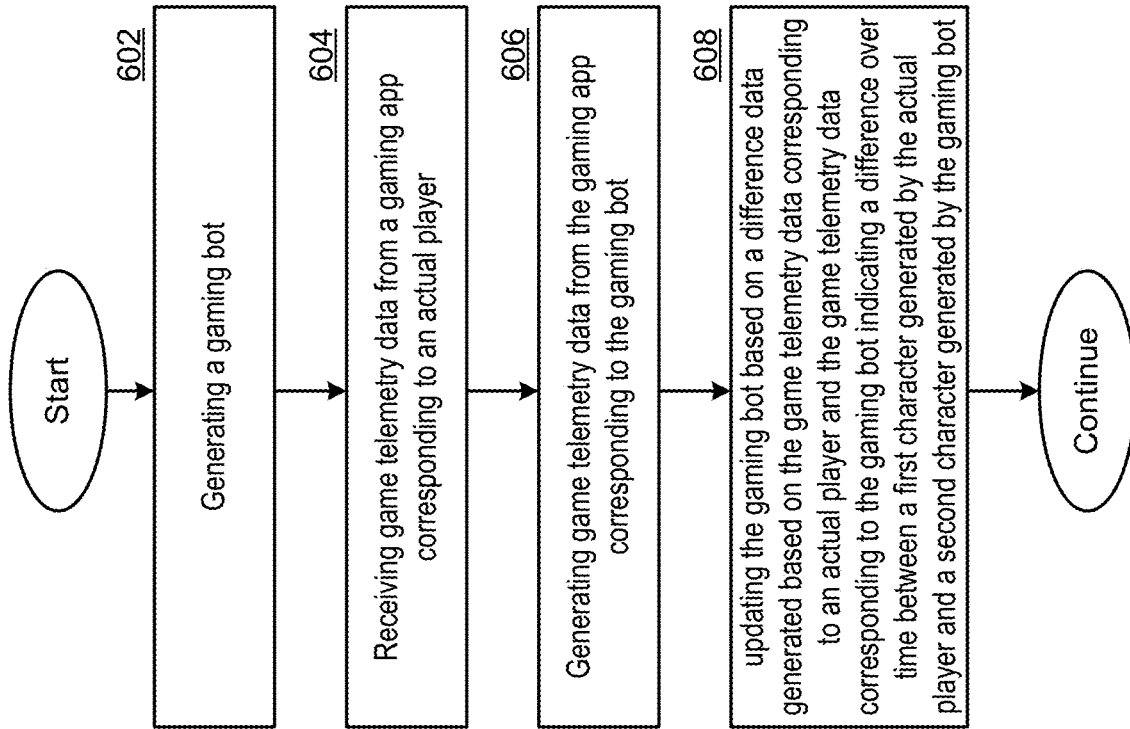 Start
602
Generating a gaming bot
604
Receiving game telemetry data from a gaming app
corresponding to an actual player
606
Generating game telemetry data from the gaming app
corresponding to the gaming bot
608
updating the gaming bot based on a difference data
generated based on the game telemetry data corresponding
to an actual player and the game telemetry data
corresponding to the gaming bot indicating a difference over
time between a first character generated by the actual
player and a second character generated by the gaming bot
Continue